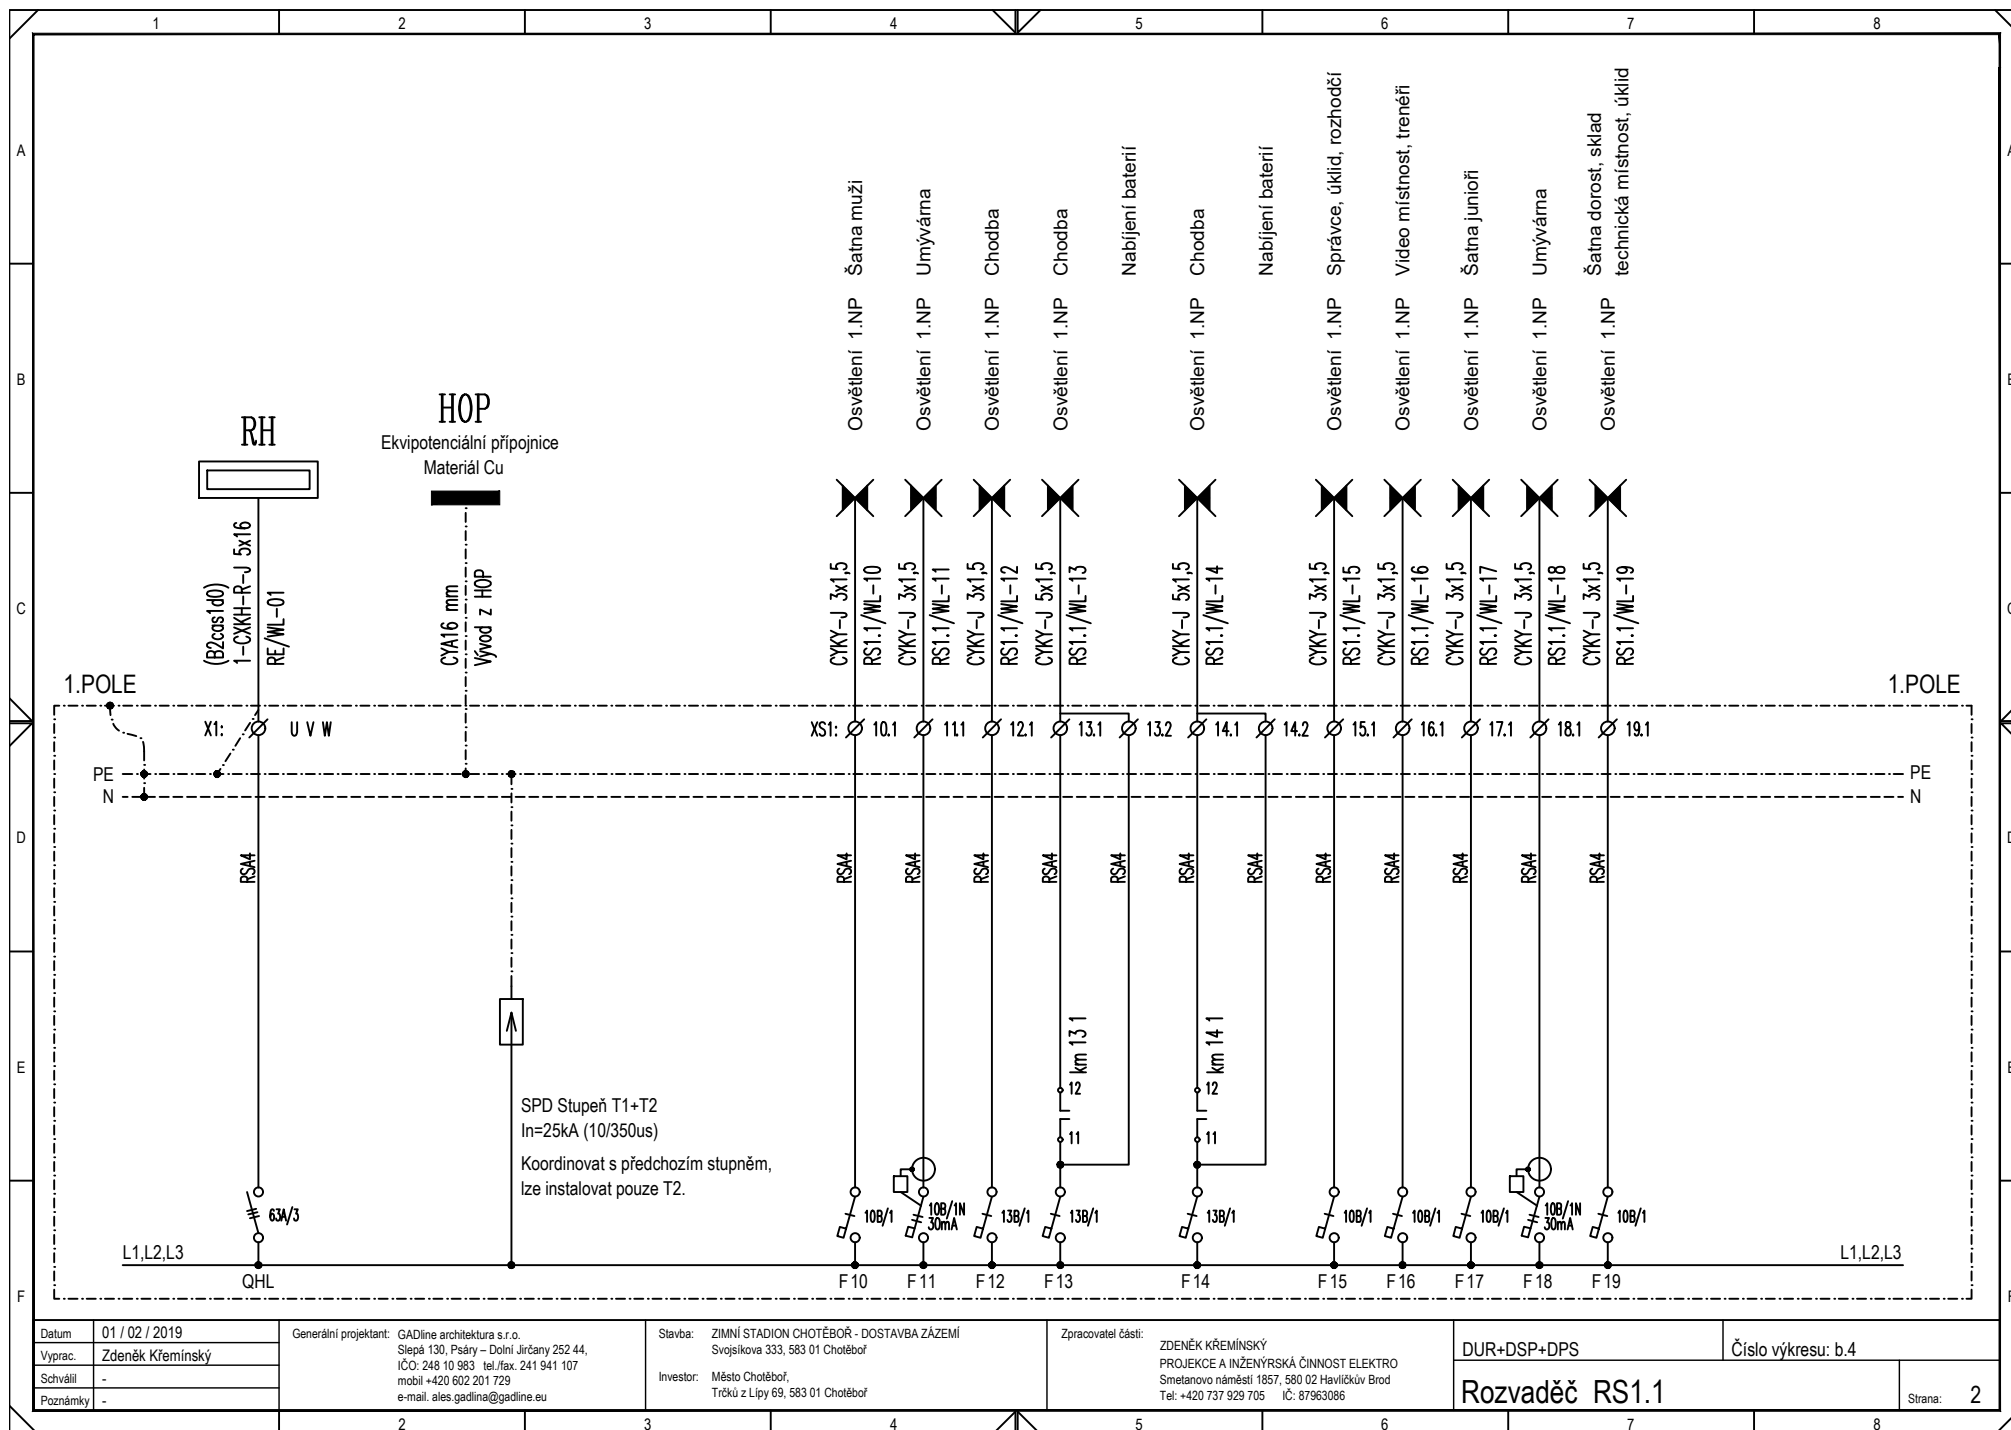 1 2 3 4 5 6 7 8
A
B
C
D
E
F
Osvětlení 1.NP Šatna muži
Osvětlení 1.NP Umývárna
Osvětlení 1.NP Chodba
Osvětlení 1.NP Chodba
Nabíjení baterií
Osvětlení 1.NP Chodba
Nabíjení baterií
Osvětlení 1.NP Správce, úklid, rozhodčí
Osvětlení 1.NP Video místnost, trenéři
Osvětlení 1.NP Šatna junioři
Osvětlení 1.NP Umývárna
Osvětlení 1.NP Šatna dorost, sklad
technická místnost, úklid
RH
HOP
Ekvipotenciální přípojnice
Materiál Cu
(B2cas1d0)
1-CXKH-R-J 5x16
RE/WL-01
CYA16 mm
Vývod z HOP
CYKY-J 3x1,5
RS1.1/WL-10
CYKY-J 3x1,5
RS1.1/WL-11
CYKY-J 3x1,5
RS1.1/WL-12
CYKY-J 5x1,5
RS1.1/WL-13
CYKY-J 5x1,5
RS1.1/WL-14
CYKY-J 3x1,5
RS1.1/WL-15
CYKY-J 3x1,5
RS1.1/WL-16
CYKY-J 3x1,5
RS1.1/WL-17
CYKY-J 3x1,5
RS1.1/WL-18
CYKY-J 3x1,5
RS1.1/WL-19
1.POLE 1.POLE
X1: U V W XS1: 10.1 11.1 12.1 13.1 13.2 14.1 14.2 15.1 16.1 17.1 18.1 19.1
PE PE
N N
RSA4 RSA4 RSA4 RSA4 RSA4 RSA4 RSA4 RSA4 RSA4 RSA4 RSA4 RSA4 RSA4
km 13 1 km 14 1
12 12
11 11
SPD Stupeň T1+T2
In=25kA (10/350us)
Koordinovat s předchozím stupněm,
lze instalovat pouze T2.
63A/3 10B/1 10B/1N
30mA 13B/1 13B/1 13B/1 10B/1 10B/1 10B/1 10B/1N
30mA 10B/1
L1,L2,L3 L1,L2,L3
QHL F10 F11 F12 F13 F14 F15 F16 F17 F18 F19
Datum 01 / 02 / 2019
Vyprac. Zdeněk Křemínský
Schválil -
Poznámky -
Generální projektant: GADline architektura s.r.o.
Slepá 130, Psáry – Dolní Jirčany 252 44,
IČO: 248 10 983 tel./fax. 241 941 107
mobil +420 602 201 729
e-mail. ales.gadlina@gadline.eu
Stavba: ZIMNÍ STADION CHOTĚBOŘ - DOSTAVBA ZÁZEMÍ
Svojsíkova 333, 583 01 Chotěboř
Investor: Město Chotěboř,
Trčků z Lípy 69, 583 01 Chotěboř
Zpracovatel části:
ZDENĚK KŘEMÍNSKÝ
PROJEKCE A INŽENÝRSKÁ ČINNOST ELEKTRO
Smetanovo náměstí 1857, 580 02 Havlíčkův Brod
Tel: +420 737 929 705 IČ: 87963086
DUR+DSP+DPS
Číslo výkresu: b.4
Rozvaděč RS1.1
Strana: 2
2 3 4 5 6 7 8